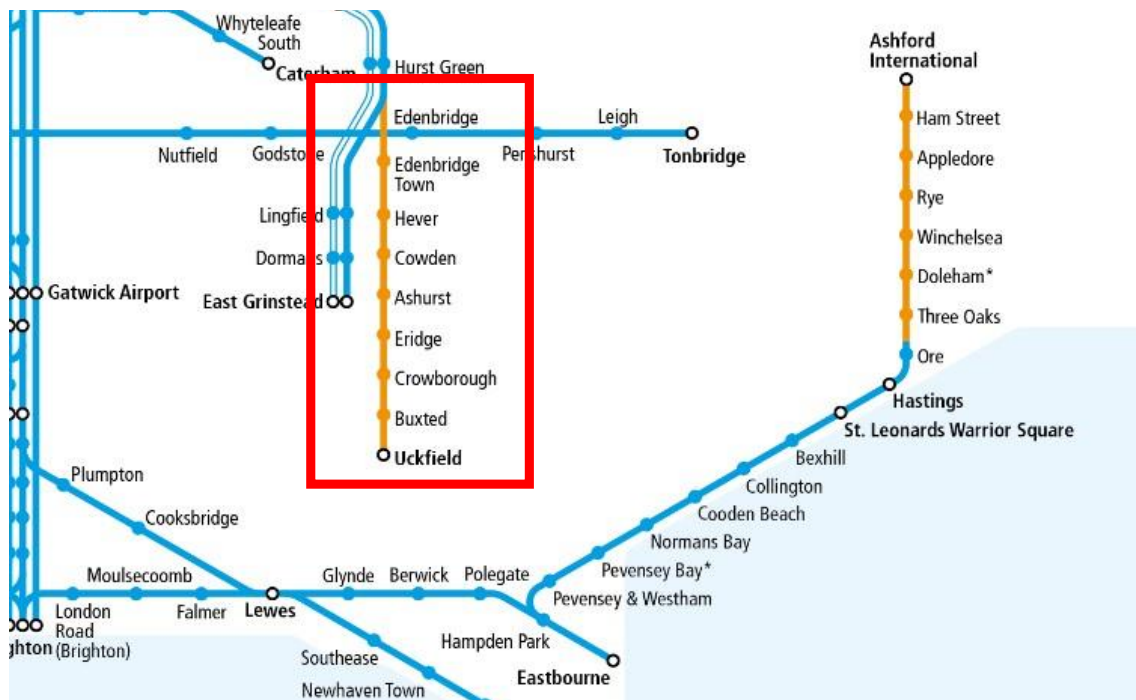 Whyteleafe
South
Caterham
Hurst Green
Ashford
International
Edenbridge
Leigh
Ham Street
Nutfield
Godstone
Penshurst
Tonbridge
Appledore
Edenbridge
Town
Rye
Lingfield
Hever
Winchelsea
Dormans
Cowden
Doleham*
Gatwick Airport
East Grinstead
Ashurst
Three Oaks
Eridge
Ore
Crowborough
Hastings
Buxted
St. Leonards Warrior Square
Uckfield
Bexhill
Plumpton
Collington
Cooksbridge
Cooden Beach
Normans Bay
Moulsecoomb
Glynde
Berwick
Polegate
Pevensey Bay*
London
Road
(Brighton)
Falmer
Lewes
Pevensey & Westham
ghton
Hampden Park
Southease
Eastbourne
Newhaven Town